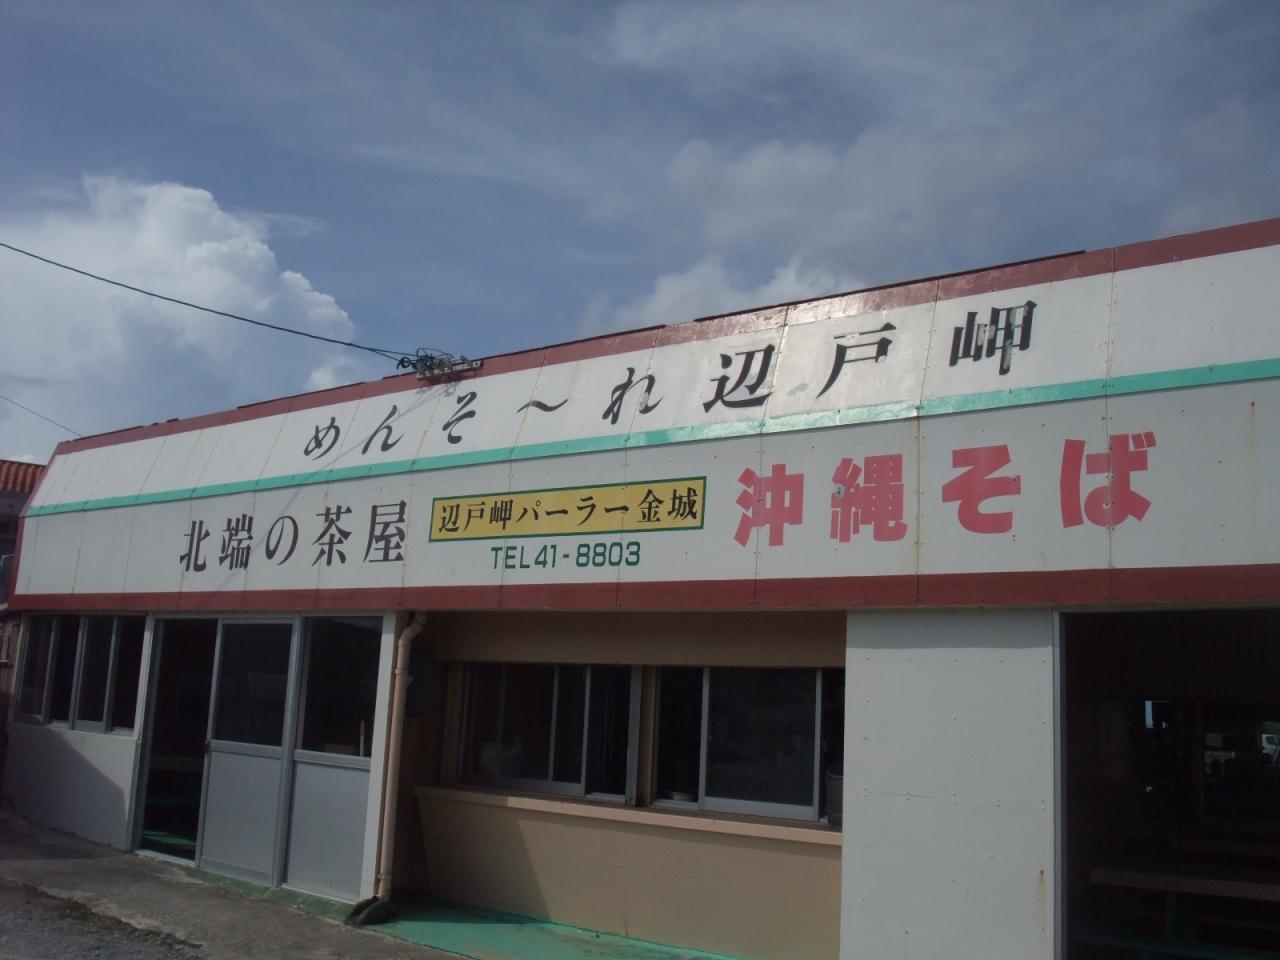 めんそ～れ辺戸岬
北端の茶屋
辺戸岬パーラー金城
TEL41-8803
沖縄そば